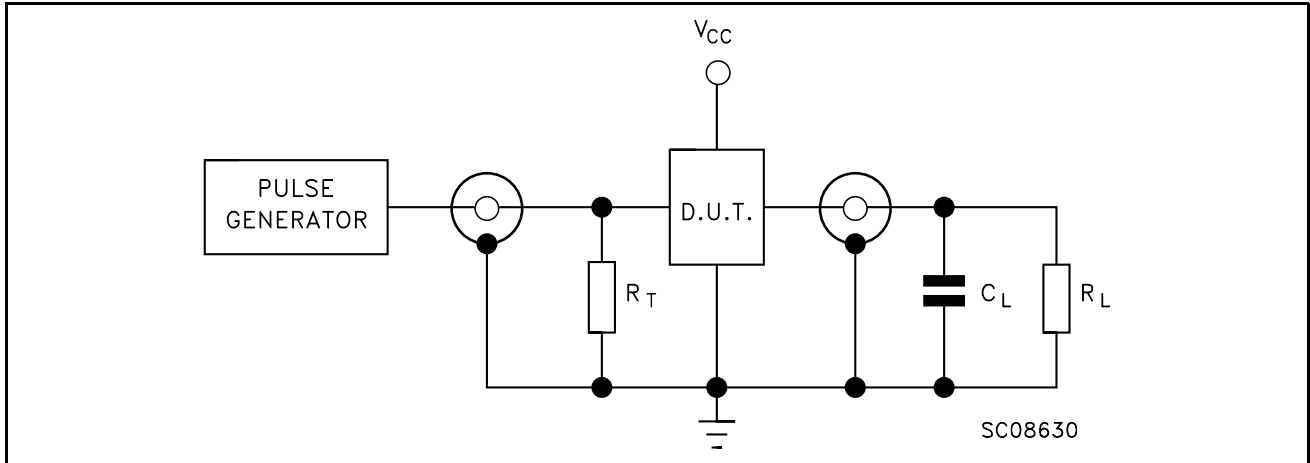 VCC
PULSE
GENERATOR
D.U.T.
RT
CL
RL
SC08630